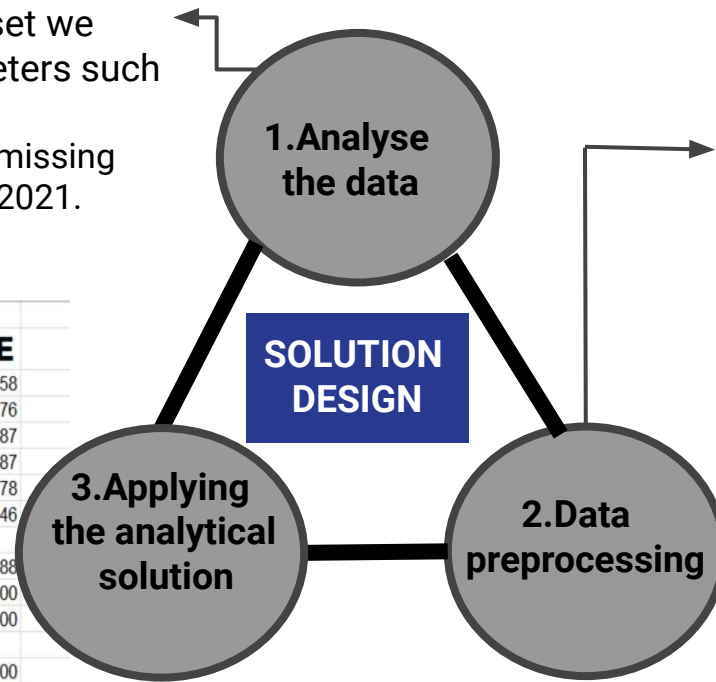 set we
eters such
missing
2021.
1.Analyse
the data
SOLUTION
DESIGN
E
58
76
87
87
78
46
88
00
00
00
3.Applying
the analytical
solution
2.Data
preprocessing